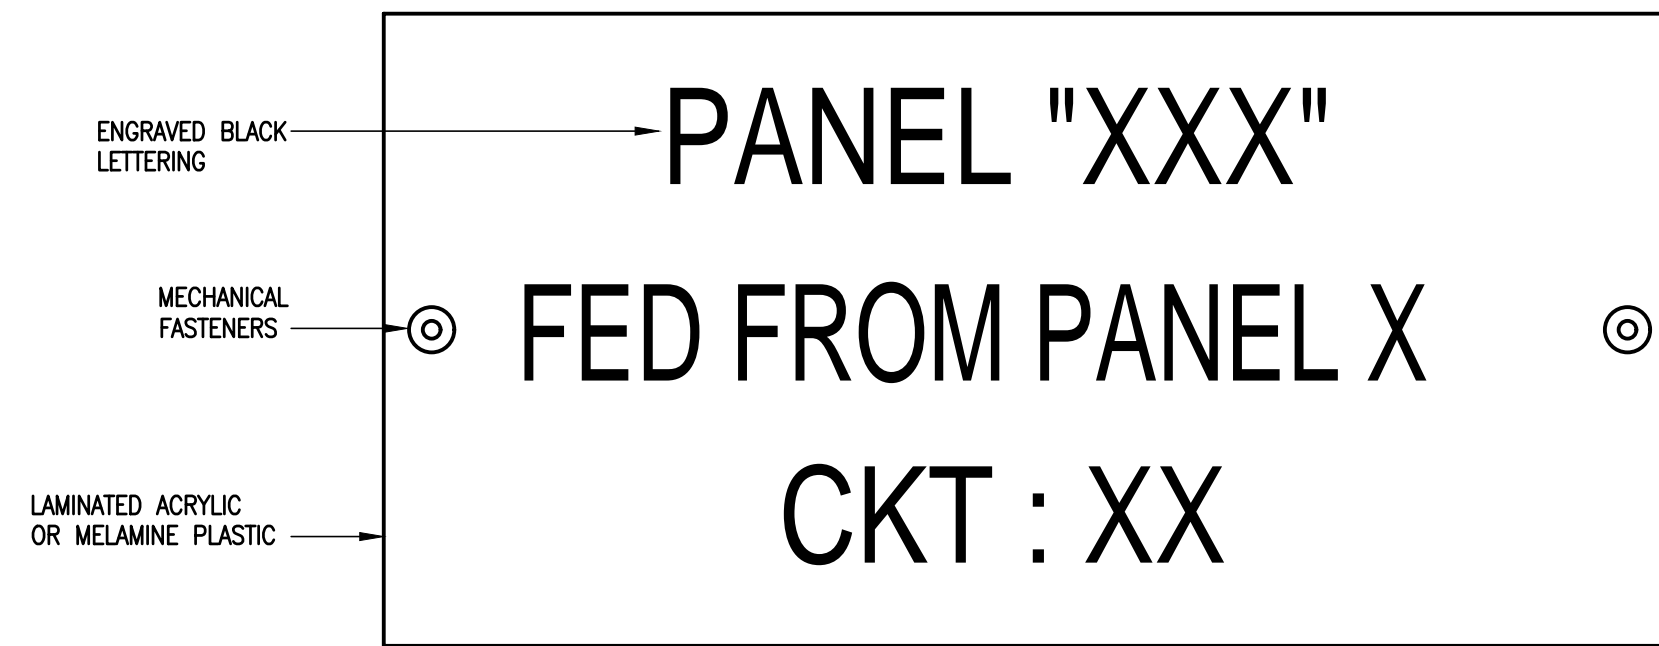 ENGRAVED BLACK
LETTERING
PANEL "XXX"
MECHANICAL
FASTENERS
FED FROM PANEL X
LAMINATED ACRYLIC
OR MELAMINE PLASTIC
CKT : XX